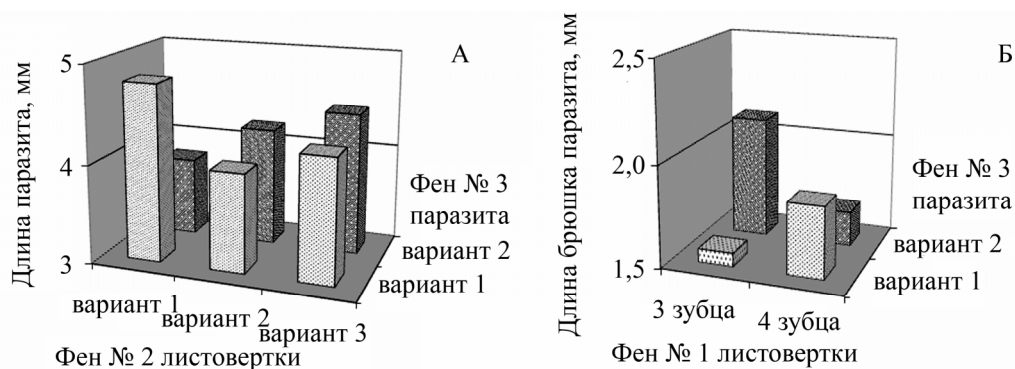 А
Длина паразита, мм
5
4
3
вариант 1
вариант 2
вариант 3
Фен № 2 листовертки
Фен № 3
паразита
вариант 2
вариант 1
Б
Длина брюшка паразита, мм
2,5
2,0
1,5
3 зубца
4 зубца
Фен № 1 листовертки
Фен № 3
паразита
вариант 2
вариант 1